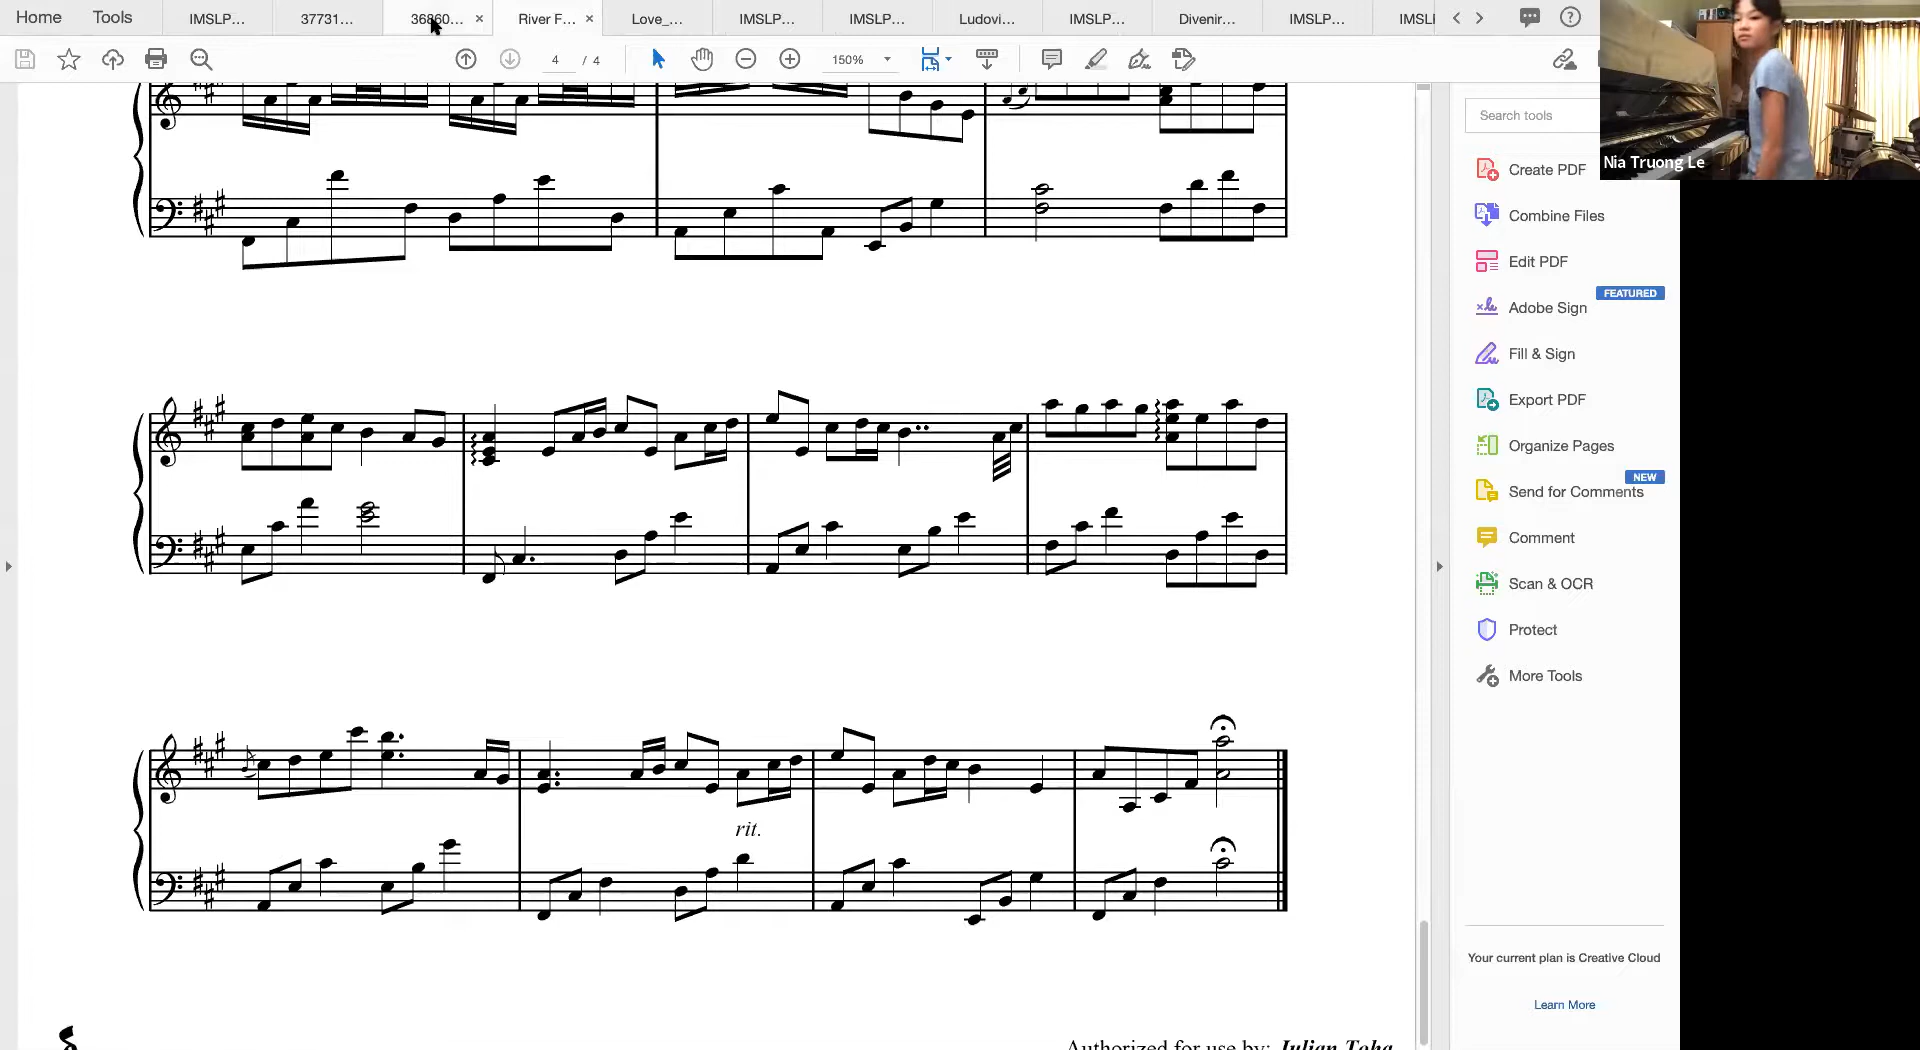 Home Tools IMSLP... 37731... 36860... × River F... × Love_... IMSLP... IMSLP... Ludovi... IMSLP... Divenir... IMSLP... IMSLI
4 / 4 150%
Search tools
Nia Truong Le
Create PDF
Combine Files
Edit PDF
FEATURED
Adobe Sign
Fill & Sign
Export PDF
Organize Pages
NEW
Send for Comments
Comment
Scan & OCR
Protect
More Tools
rit.
Your current plan is Creative Cloud
Learn More
Authorized for use by: Julian Toha